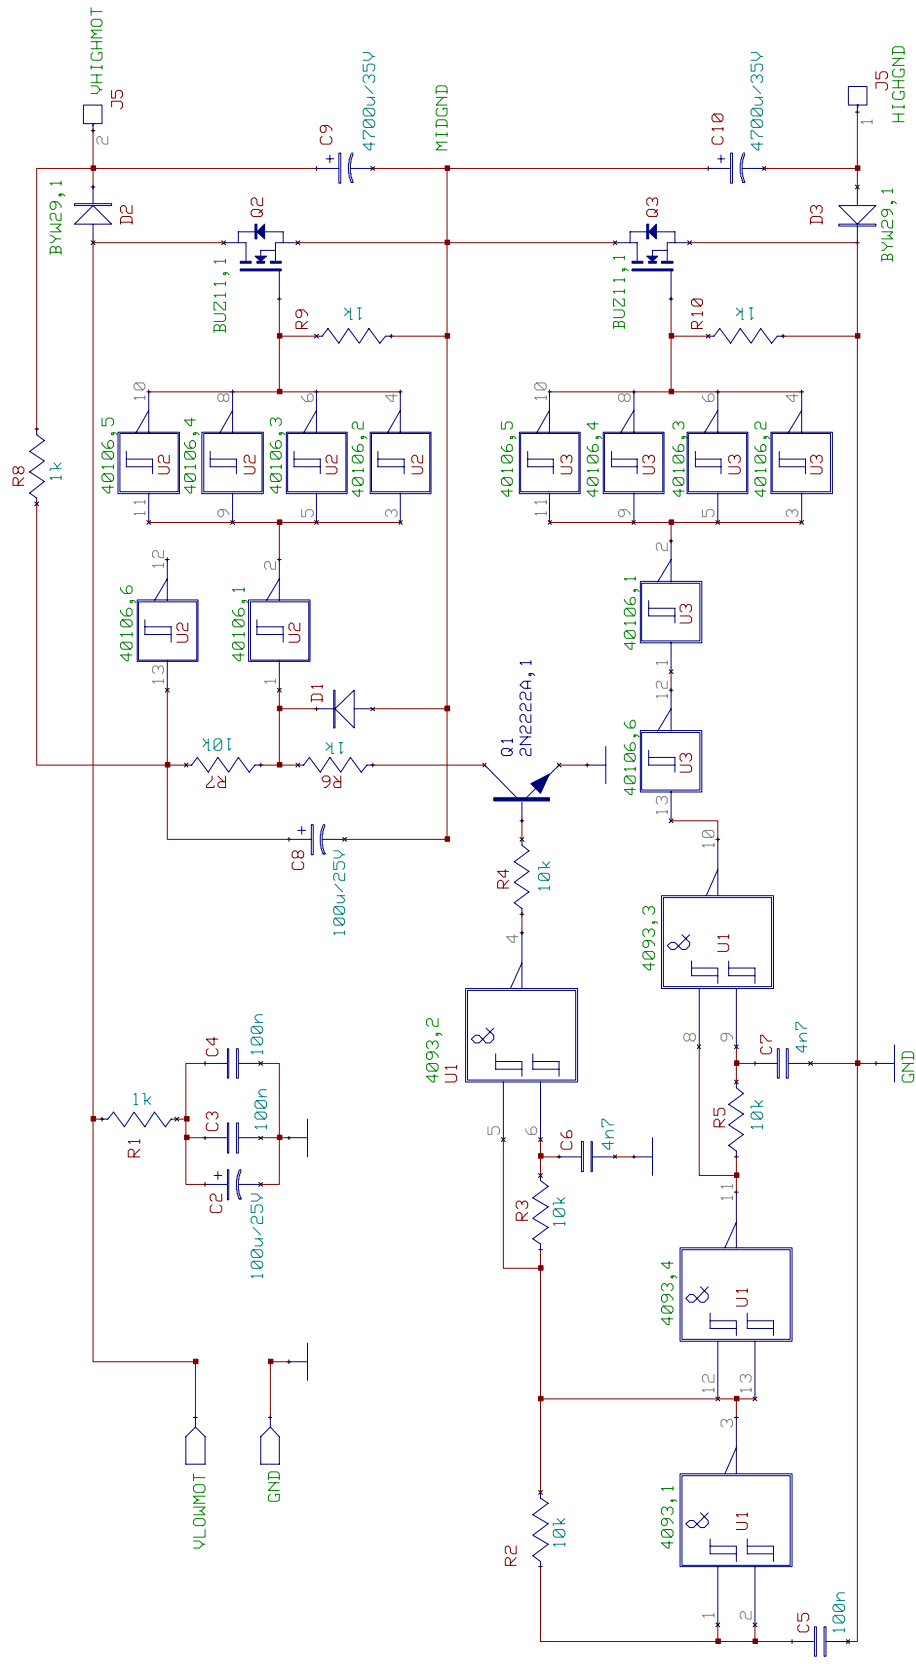 VHIGHMOT
J5
2
BYW29,1
D2
C9
4700u/35V
MIDGND
C10
4700u/35V
J5
HIGHGND
1
D3
BYW29,1
Q2
BUZ11,1
Q3
BUZ11,1
R9
1k
R10
1k
R8
1k
40106,5
10
U2
11
40106,4
8
U2
9
40106,3
6
U2
5
40106,2
4
U2
3
40106,5
10
U3
11
40106,4
8
U3
9
40106,3
6
U3
5
40106,2
4
U3
3
40106,6
12
U2
13
40106,1
2
U2
1
40106,1
2
U3
1
40106,6
12
U3
13
D1
R7
10k
R6
1k
Q1
2N2222A,1
C8
100u/25V
R4
10k
4093,2
U1
4
5
6
4093,3
U1
10
8
9
C7
4n7
GND
R5
10k
C6
4n7
R3
10k
R1
1k
C4
100n
C3
100n
C2
100u/25V
4093,4
U1
11
12
13
VLOWMOT
GND
R2
10k
4093,1
U1
3
1
2
C5
100n
&
&
&
&